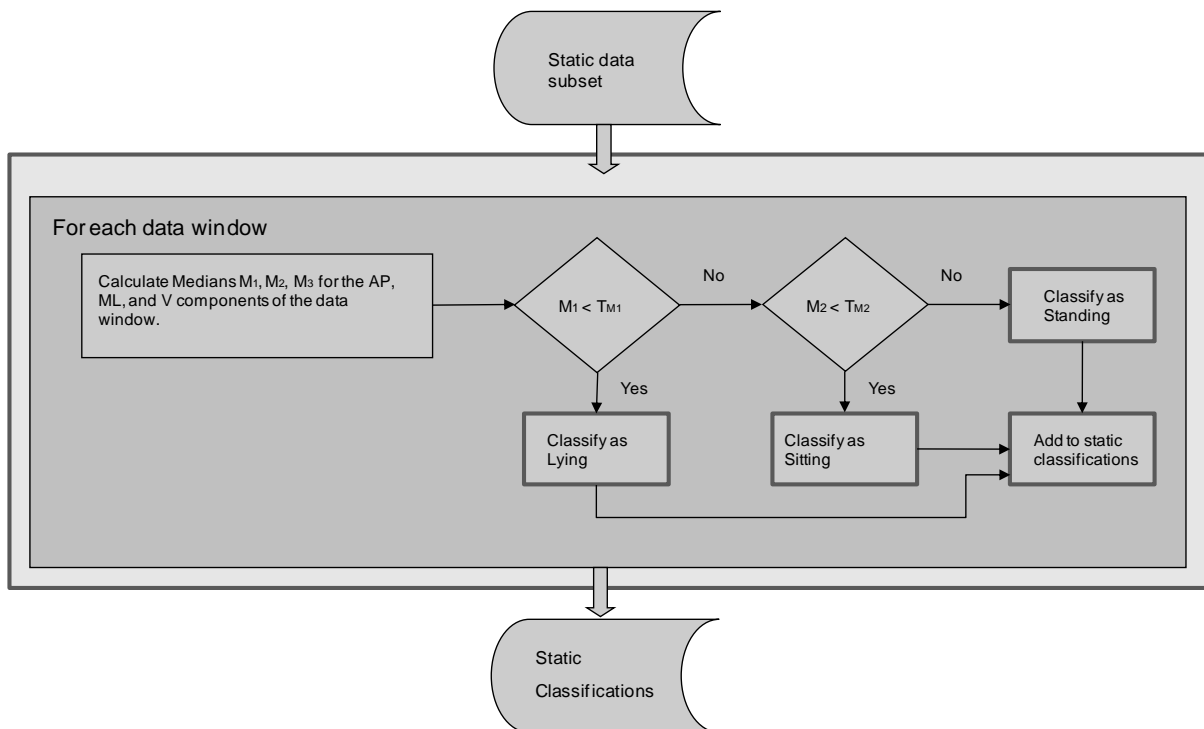 Static data
subset
For each data window
Calculate Medians M1, M2, M3 for the AP,
ML, and V components of the data
window.
M1 < TM1
No
M2 < TM2
No
Classify as
Standing
Yes
Yes
Classify as
Lying
Classify as
Sitting
Add to static
classifications
Static
Classifications